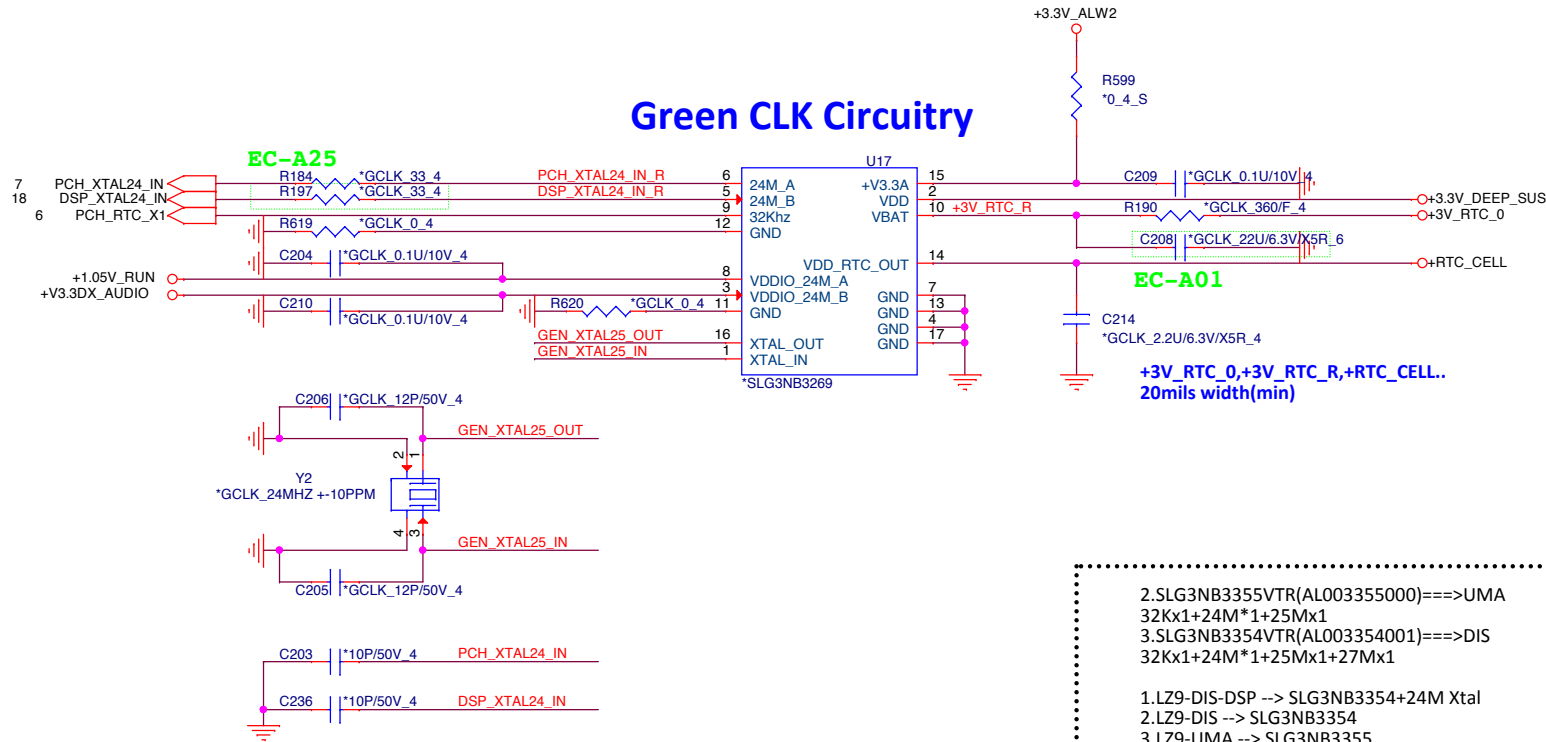 +3.3V_ALW2
R599
*0_4_S
Green CLK Circuitry
EC-A25
U17
7 PCH_XTAL24_IN R184 *GCLK_33_4 PCH_XTAL24_IN_R 6 24M_A +V3.3A 15 C209 *GCLK_0.1U/10V_4
18 DSP_XTAL24_IN R197 *GCLK_33_4 DSP_XTAL24_IN_R 5 24M_B VDD 2 +3.3V_DEEP_SUS
6 PCH_RTC_X1 9 32Khz VBAT 10 +3V_RTC_R R190 *GCLK_360/F_4 +3V_RTC_0
R619 *GCLK_0_4 12 GND
C208 *GCLK_22U/6.3V/X5R_6
C204 *GCLK_0.1U/10V_4 VDD_RTC_OUT 14 +RTC_CELL
EC-A01
+1.05V_RUN 8 VDDIO_24M_A
+V3.3DX_AUDIO 3 VDDIO_24M_B GND 7
C210 *GCLK_0.1U/10V_4 R620 *GCLK_0_4 11 GND GND 13
GND 4
GND 17
C214
*GCLK_2.2U/6.3V/X5R_4
GEN_XTAL25_OUT 16 XTAL_OUT
GEN_XTAL25_IN 1 XTAL_IN
*SLG3NB3269
+3V_RTC_0,+3V_RTC_R,+RTC_CELL..
20mils width(min)
C206 *GCLK_12P/50V_4
GEN_XTAL25_OUT
2 1
Y2
*GCLK_24MHZ +-10PPM
4 3
GEN_XTAL25_IN
C205 *GCLK_12P/50V_4
C203 *10P/50V_4 PCH_XTAL24_IN
C236 *10P/50V_4 DSP_XTAL24_IN
2.SLG3NB3355VTR(AL003355000)===>UMA
32Kx1+24M*1+25Mx1
3.SLG3NB3354VTR(AL003354001)===>DIS
32Kx1+24M*1+25Mx1+27Mx1
1.LZ9-DIS-DSP --> SLG3NB3354+24M Xtal
2.LZ9-DIS --> SLG3NB3354
3.LZ9-UMA --> SLG3NB3355